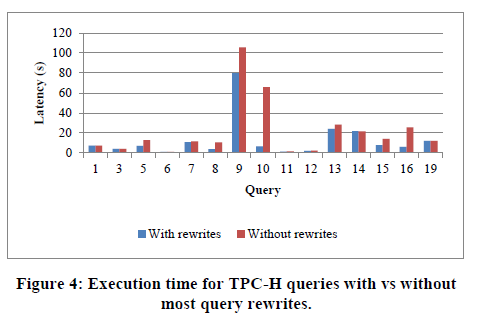 120
100
80
60
40
20
0
Latency (s)
1 3 5 6 7 8 9 10 11 12 13 14 15 16 19
Query
With rewrites Without rewrites
Figure 4: Execution time for TPC-H queries with vs without
most query rewrites.